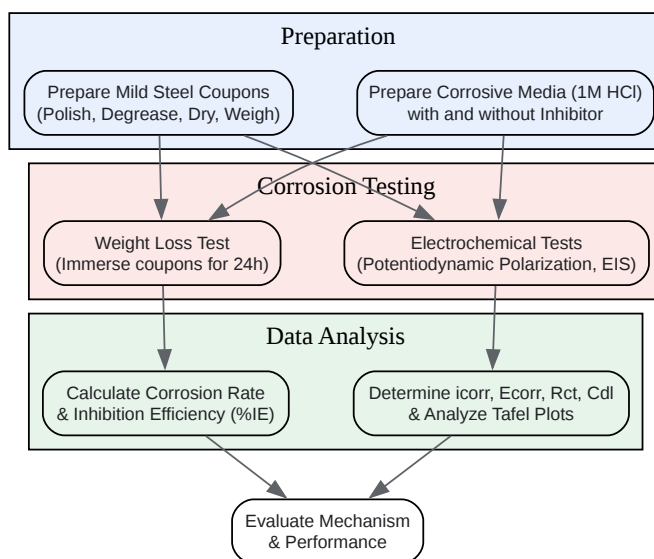 Preparation
Prepare Mild Steel Coupons
(Polish, Degrease, Dry, Weigh)
Prepare Corrosive Media (1M HCl)
with and without Inhibitor
Corrosion Testing
Weight Loss Test
(Immerse coupons for 24h)
Electrochemical Tests
(Potentiodynamic Polarization, EIS)
Data Analysis
Calculate Corrosion Rate
& Inhibition Efficiency (%IE)
Determine icorr, Ecorr, Rct, Cdl
& Analyze Tafel Plots
Evaluate Mechanism
& Performance